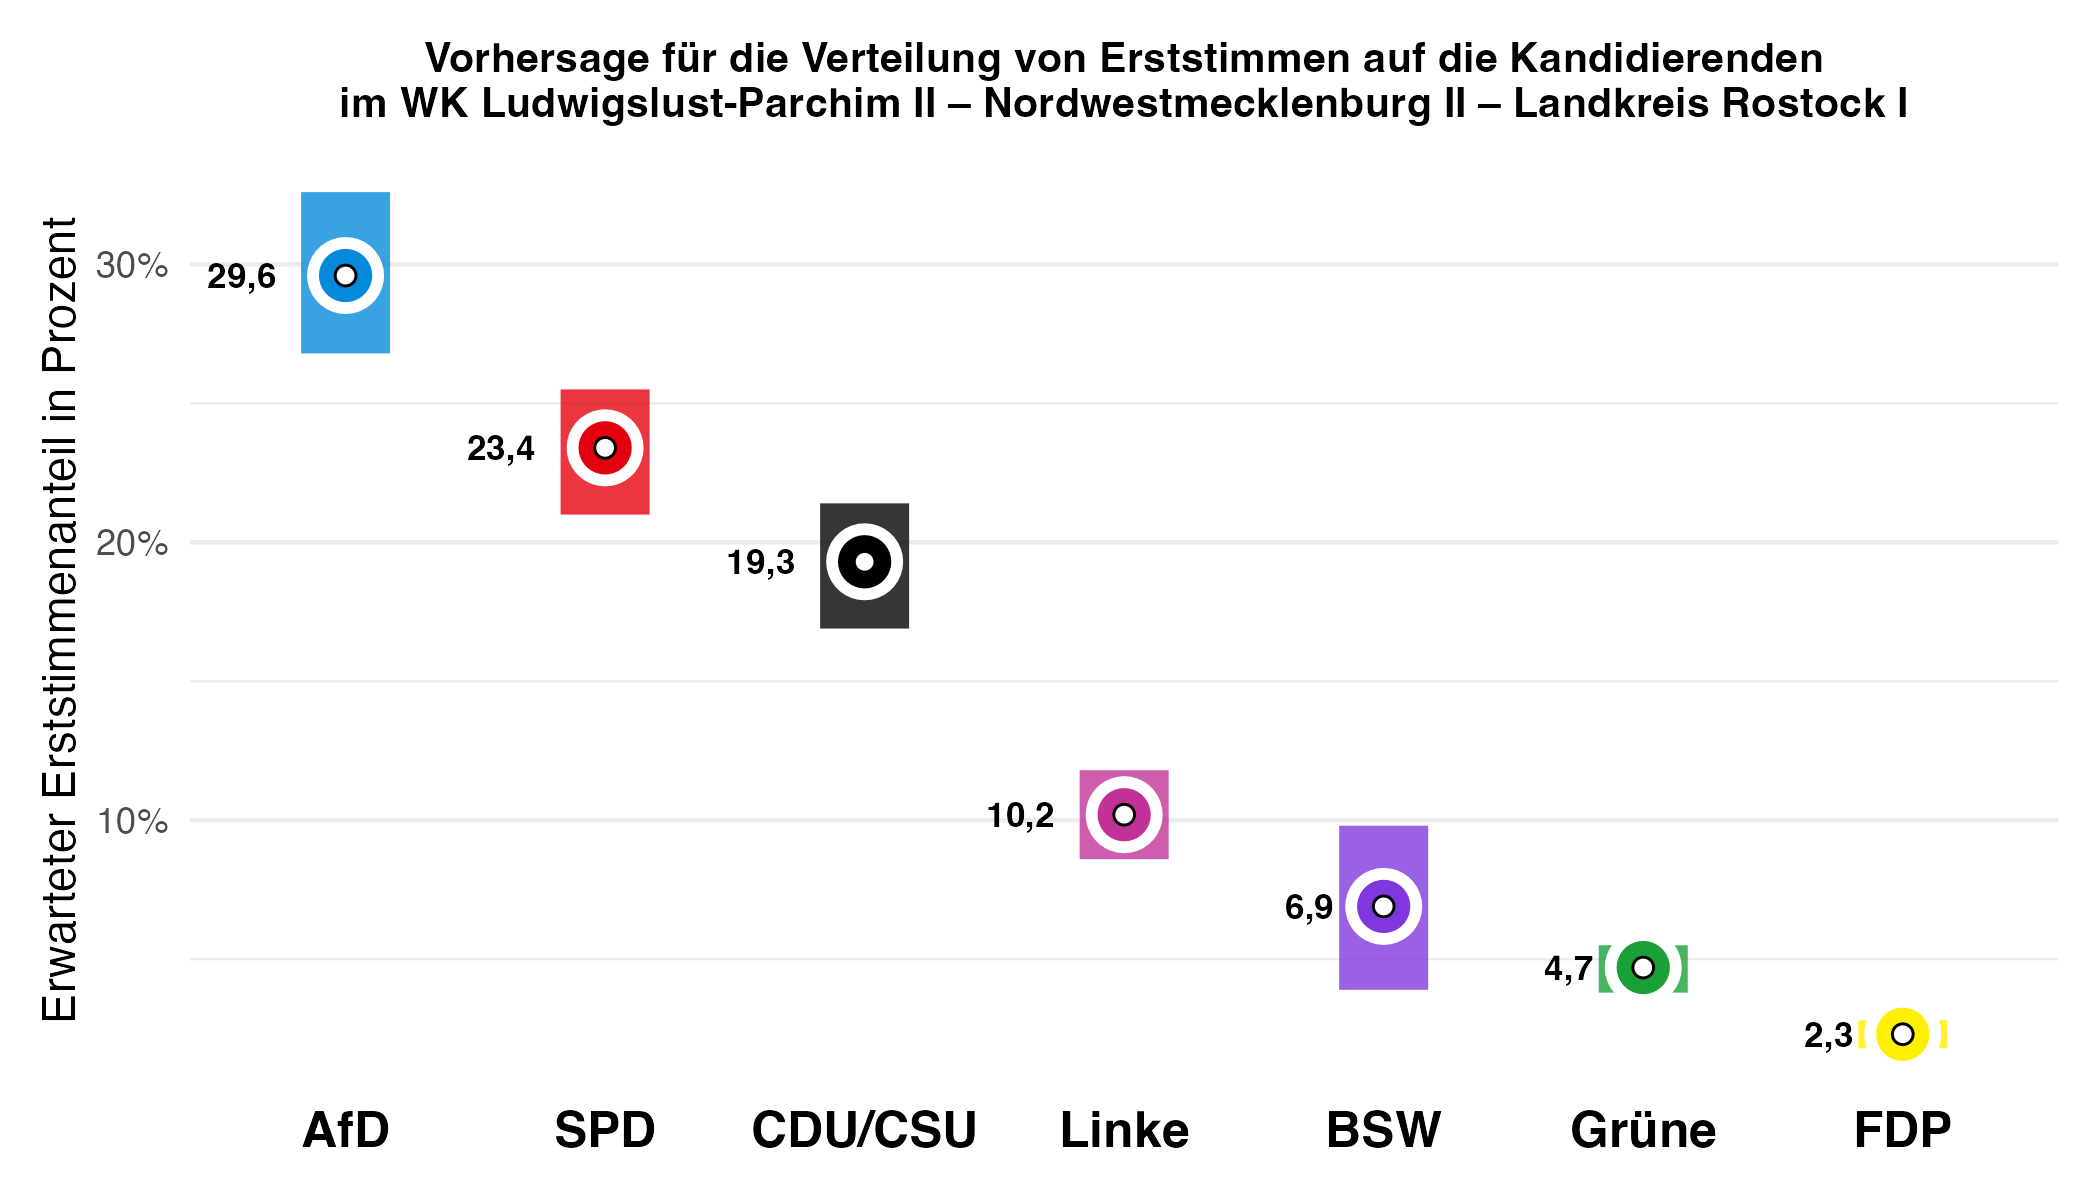 Vorhersage für die Verteilung von Erststimmen auf die Kandidierenden
im WK Ludwigslust-Parchim II – Nordwestmecklenburg II – Landkreis Rostock I
Erwarteter Erststimmenanteil in Prozent
30%
20%
10%
29,6
23,4
19,3
10,2
6,9
4,7
2,3
AfD
SPD
CDU/CSU
Linke
BSW
Grüne
FDP